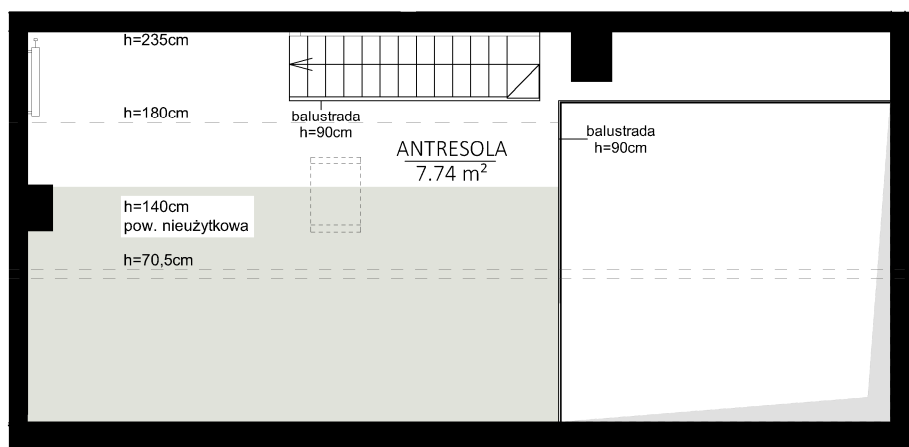 h=235cm
h=180cm
balustrada
h=90cm
ANTRESOLA
7.74 m²
balustrada
h=90cm
h=140cm
pow. nieużytkowa
h=70,5cm